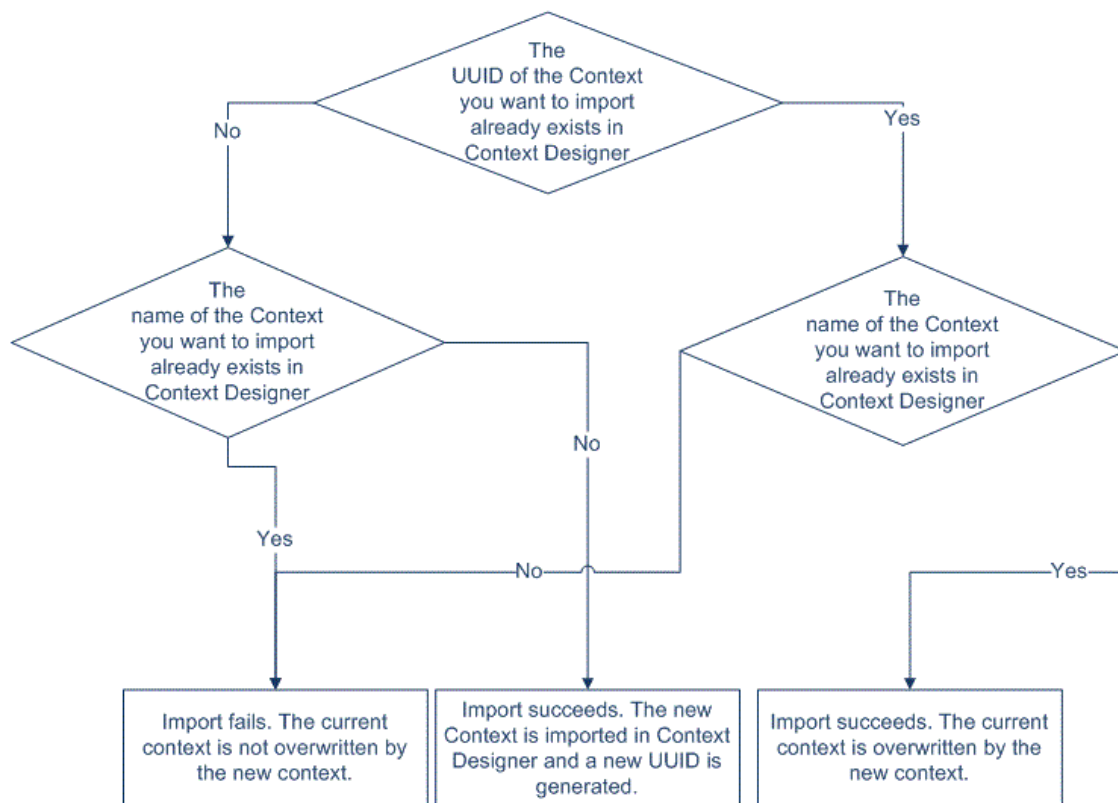 The
UUID of the Context
you want to import
already exists in
Context Designer
No
Yes
The
name of the Context
you want to import
already exists in
Context Designer
The
name of the Context
you want to import
already exists in
Context Designer
No
Yes
No
Yes
Import fails. The current
context is not overwritten by
the new context.
Import succeeds. The new
Context is imported in Context
Designer and a new UUID is
generated.
Import succeeds. The current
context is overwritten by the
new context.